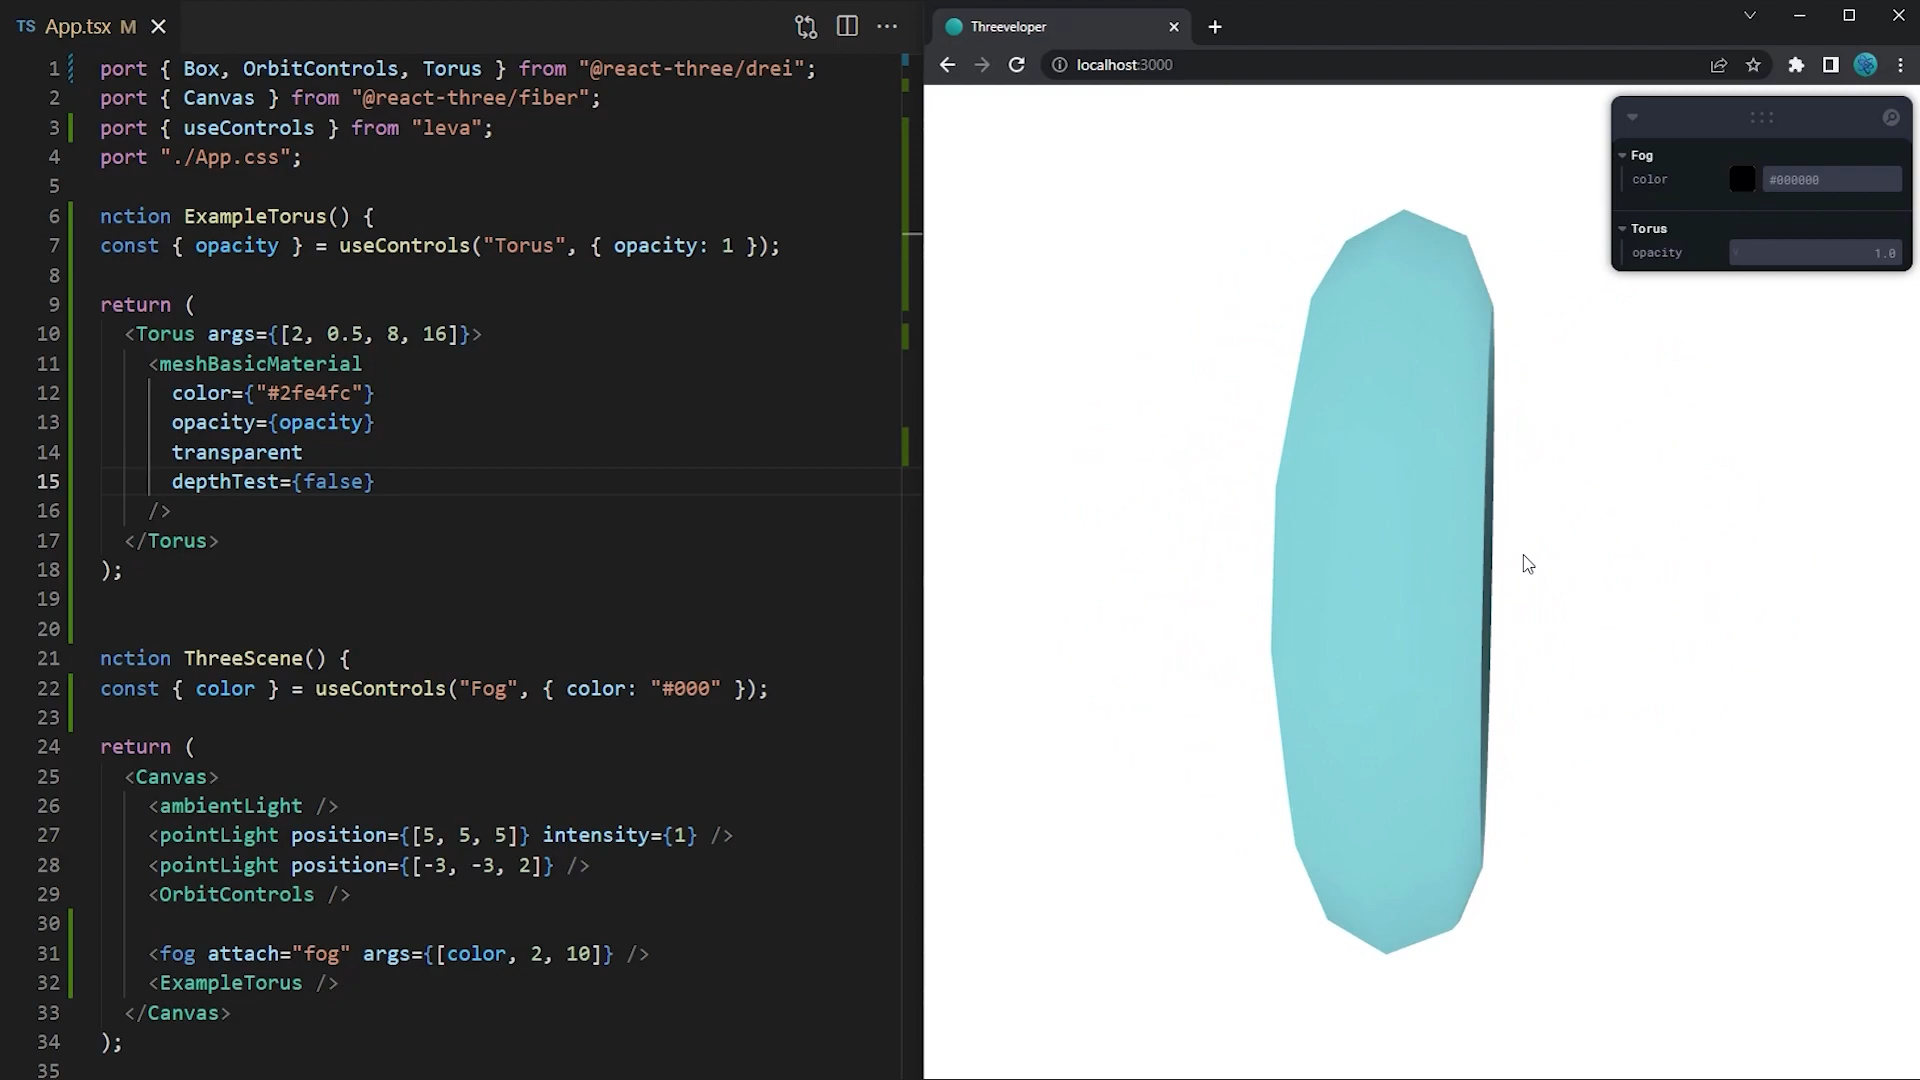 TS App.tsx M
1 port { Box, OrbitControls, Torus } from "@react-three/drei";
2 port { Canvas } from "@react-three/fiber";
3 port { useControls } from "leva";
4 port "./App.css";
5
6 nction ExampleTorus() {
7 const { opacity } = useControls("Torus", { opacity: 1 });
8
9 return (
10 <Torus args={[2, 0.5, 8, 16]}>
11 <meshBasicMaterial
12 color={"#2fe4fc"}
13 opacity={opacity}
14 transparent
15 depthTest={false}
16 />
17 </Torus>
18 );
19
20
21 nction ThreeScene() {
22 const { color } = useControls("Fog", { color: "#000" });
23
24 return (
25 <Canvas>
26 <ambientLight />
27 <pointLight position={[5, 5, 5]} intensity={1} />
28 <pointLight position={[-3, -3, 2]} />
29 <OrbitControls />
30
31 <fog attach="fog" args={[color, 2, 10]} />
32 <ExampleTorus />
33 </Canvas>
34 );
35
Threeveloper
localhost:3000
Fog
color #000000
Torus
opacity 1.0